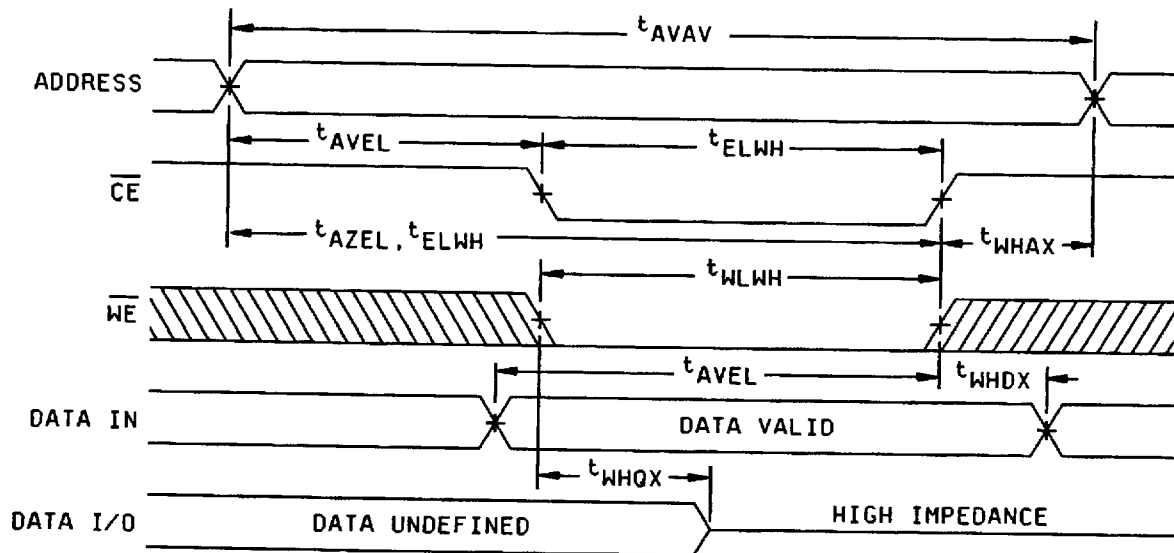 tAVAV
ADDRESS
tAVEL
tELWH
CE
tAZEL, tELWH
tWHAX
tWLWH
WE
tAVEL
tWHDX
DATA IN
DATA VALID
tWHQX
DATA I/O
DATA UNDEFINED
HIGH IMPEDANCE